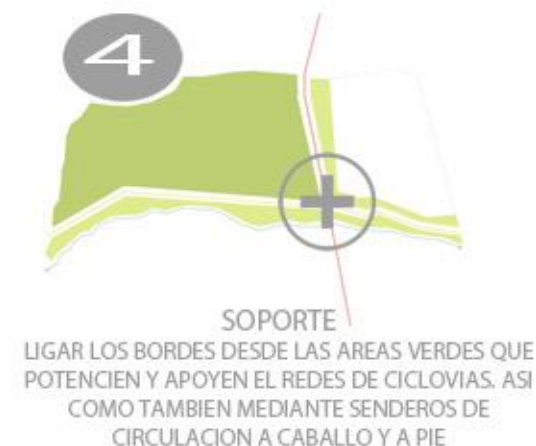 4
SOPORTE
LIGAR LOS BORDES DESDE LAS AREAS VERDES QUE
POTENCIEN Y APOYEN EL REDES DE CICLOVIAS. ASI
COMO TAMBIEN MEDIANTE SENDEROS DE
CIRCULACION A CABALLO Y A PIE